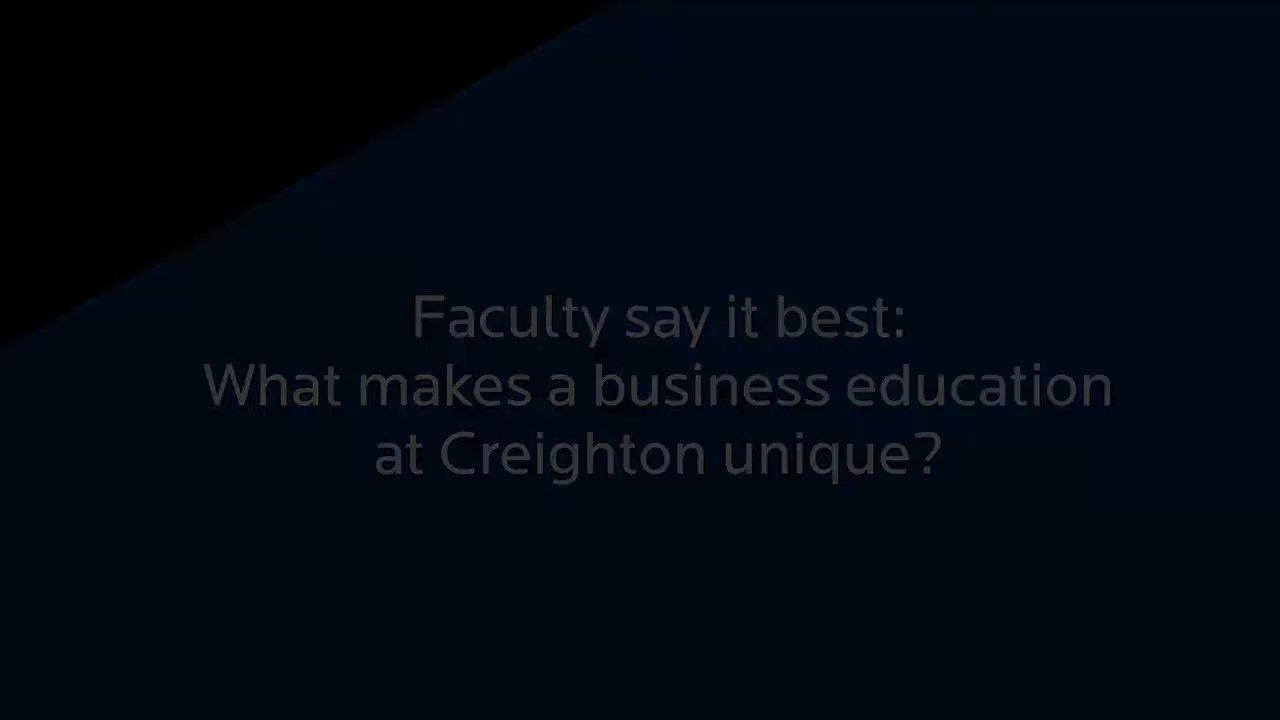 Faculty say it best:
What makes a business education
at Creighton unique?